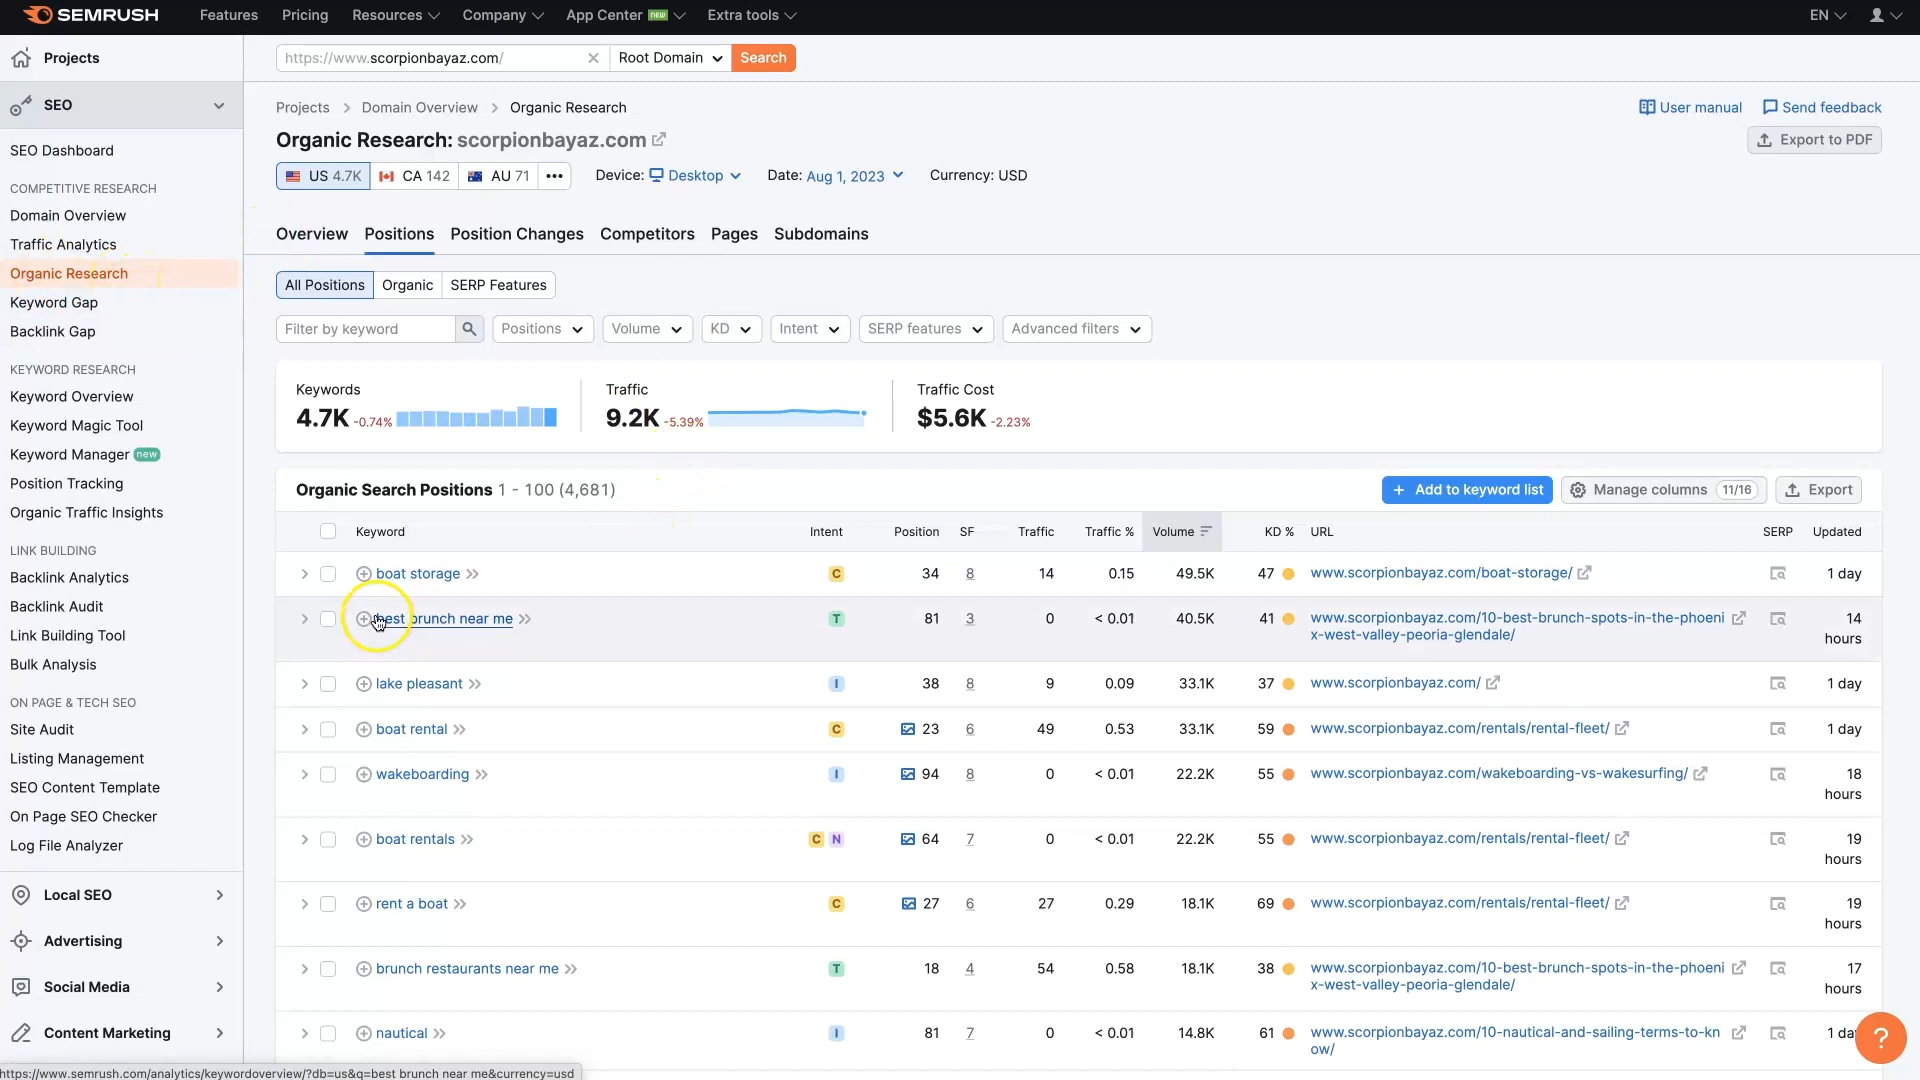 SEMRUSH
Features Pricing Resources Company App Center NEW Extra tools EN
Projects
SEO
SEO Dashboard
COMPETITIVE RESEARCH
Domain Overview
Traffic Analytics
Organic Research
Keyword Gap
Backlink Gap
KEYWORD RESEARCH
Keyword Overview
Keyword Magic Tool
Keyword Manager new
Position Tracking
Organic Traffic Insights
LINK BUILDING
Backlink Analytics
Backlink Audit
Link Building Tool
Bulk Analysis
ON PAGE & TECH SEO
Site Audit
Listing Management
SEO Content Template
On Page SEO Checker
Log File Analyzer
Local SEO
Advertising
Social Media
Content Marketing
https://www.scorpionbayaz.com/ Root Domain Search
Projects > Domain Overview > Organic Research User manual Send feedback
Organic Research: scorpionbayaz.com Export to PDF
US 4.7K CA 142 AU 71 ••• Device: Desktop Date: Aug 1, 2023 Currency: USD
Overview Positions Position Changes Competitors Pages Subdomains
All Positions Organic SERP Features
Filter by keyword Positions Volume KD Intent SERP features Advanced filters
Keywords Traffic Traffic Cost
4.7K -0.74% 9.2K -5.39% $5.6K -2.23%
Organic Search Positions 1 - 100 (4,681) + Add to keyword list Manage columns 11/16 Export
Keyword Intent Position SF Traffic Traffic % Volume KD % URL SERP Updated
boat storage C 34 8 14 0.15 49.5K 47 www.scorpionbayaz.com/boat-storage/ 1 day
best brunch near me T 81 3 0 < 0.01 40.5K 41 www.scorpionbayaz.com/10-best-brunch-spots-in-the-phoeni 14
x-west-valley-peoria-glendale/ hours
lake pleasant I 38 8 9 0.09 33.1K 37 www.scorpionbayaz.com/ 1 day
boat rental C 23 6 49 0.53 33.1K 59 www.scorpionbayaz.com/rentals/rental-fleet/ 1 day
wakeboarding I 94 8 0 < 0.01 22.2K 55 www.scorpionbayaz.com/wakeboarding-vs-wakesurfing/ 18
hours
boat rentals C N 64 7 0 < 0.01 22.2K 55 www.scorpionbayaz.com/rentals/rental-fleet/ 19
hours
rent a boat C 27 6 27 0.29 18.1K 69 www.scorpionbayaz.com/rentals/rental-fleet/ 19
hours
brunch restaurants near me T 18 4 54 0.58 18.1K 38 www.scorpionbayaz.com/10-best-brunch-spots-in-the-phoeni 17
x-west-valley-peoria-glendale/ hours
nautical I 81 7 0 < 0.01 14.8K 61 www.scorpionbayaz.com/10-nautical-and-sailing-terms-to-kn 1 da
ow/
?
https://www.semrush.com/analytics/keywordoverview/?db=us&q=best brunch near me&currency=usd